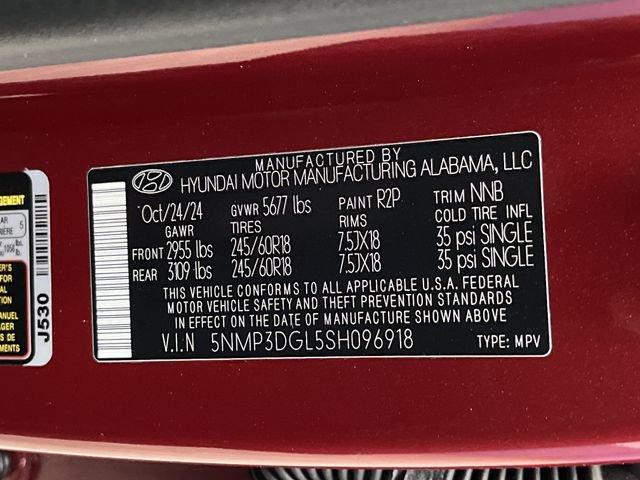 MANUFACTURED BY
HYUNDAI MOTOR MANUFACTURING ALABAMA, LLC
Oct/24/24 GVWR 5677 lbs PAINT R2P TRIM NNB
GAWR TIRES RIMS COLD TIRE INFL
FRONT 2955 lbs 245/60R18 7.5JX18 35 psi SINGLE
REAR 3109 lbs 245/60R18 7.5JX18 35 psi SINGLE
THIS VEHICLE CONFORMS TO ALL APPLICABLE U.S.A. FEDERAL
MOTOR VEHICLE SAFETY AND THEFT PREVENTION STANDARDS
IN EFFECT ON THE DATE OF MANUFACTURE SHOWN ABOVE
V.I.N 5NMP3DGL5SH096918 TYPE: MPV
J530